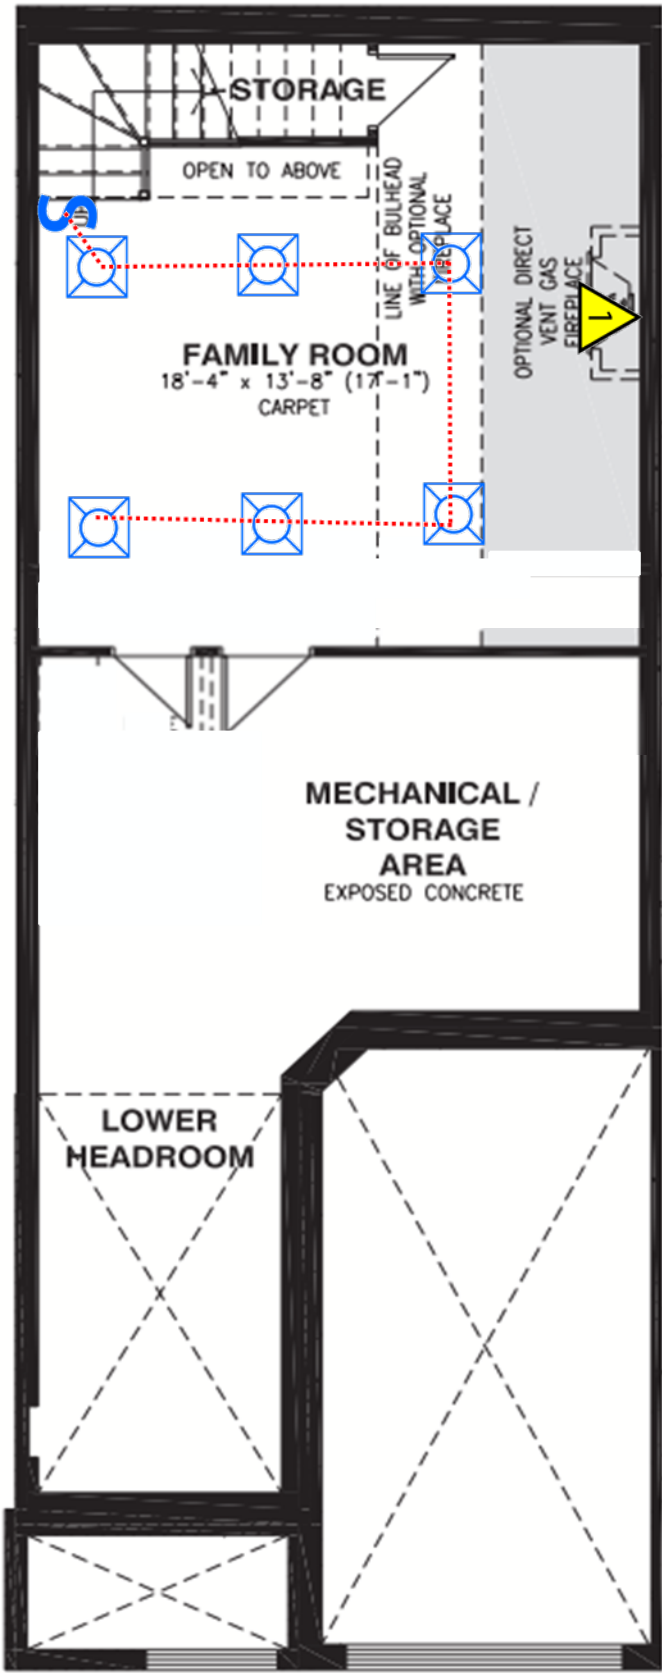 STORAGE
OPEN TO ABOVE
LINE OF BULHEAD
WITH OPTIONAL
FIREPLACE
S
OPTIONAL DIRECT
VENT GAS
FIREPLACE
1
FAMILY ROOM
18'-4" x 13'-8" (17'-1")
CARPET
MECHANICAL /
STORAGE
AREA
EXPOSED CONCRETE
LOWER
HEADROOM